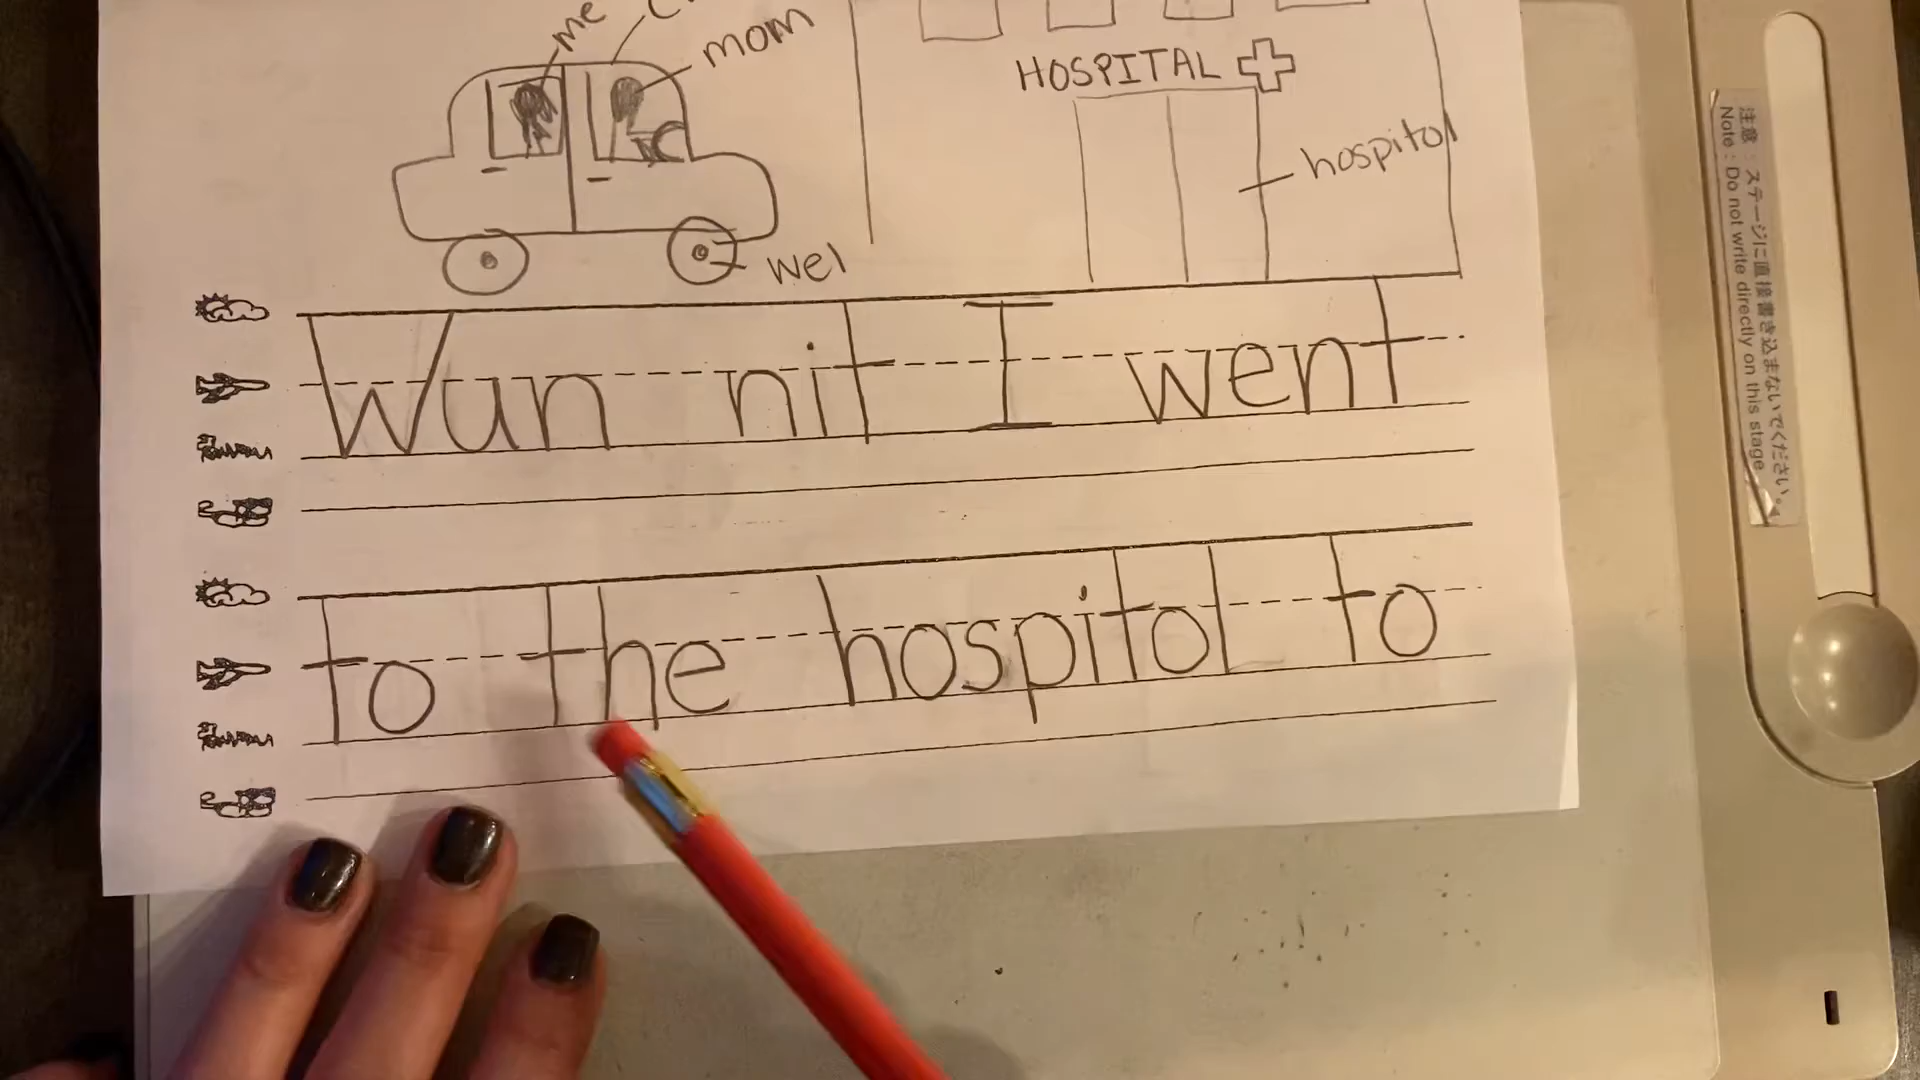 me
mom
HOSPITAL
hospitol
wel
Wun nit I went
to the hospitol to
注意：ステージに直接書き込まないでください。
Note : Do not write directly on this stage